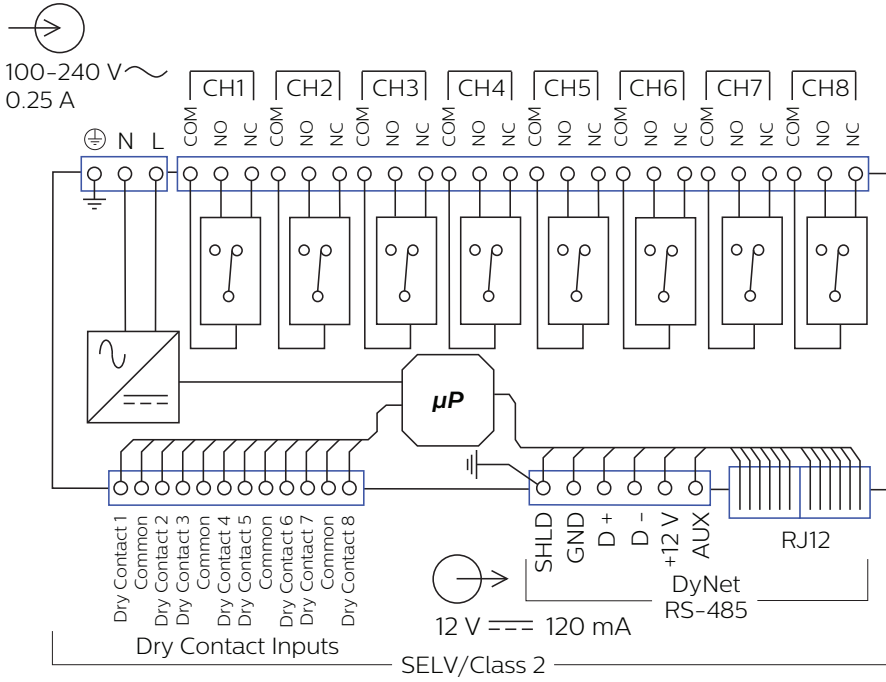 100-240 V
0.25 A
CH1
CH2
CH3
CH4
CH5
CH6
CH7
CH8
COM
NO
NC
COM
NO
NC
COM
NO
NC
COM
NO
NC
COM
NO
NC
COM
NO
NC
COM
NO
NC
COM
NO
NC
N
L
µP
Dry Contact 1
Common
Dry Contact 2
Dry Contact 3
Common
Dry Contact 4
Dry Contact 5
Common
Dry Contact 6
Dry Contact 7
Common
Dry Contact 8
SHLD
GND
D +
D -
+12 V
AUX
RJ12
DyNet
RS-485
12 V
120 mA
Dry Contact Inputs
SELV/Class 2